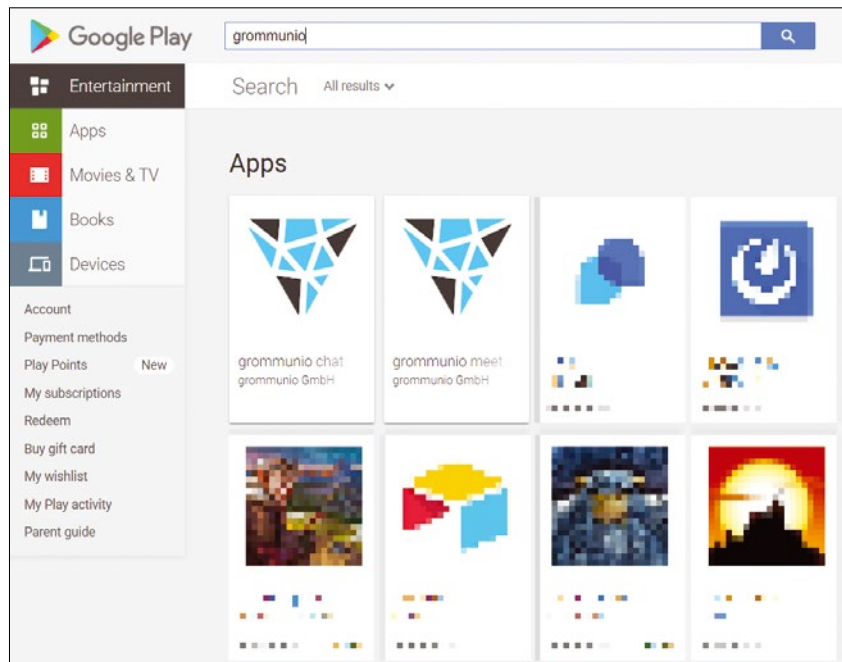 Google Play
grommunio
Entertainment
Search All results
Apps
Movies & TV
Books
Devices
Account
Payment methods
Play Points New
My subscriptions
Redeem
Buy gift card
My wishlist
My Play activity
Parent guide
Apps
grommunio chat
grommunio GmbH
grommunio meet
grommunio GmbH